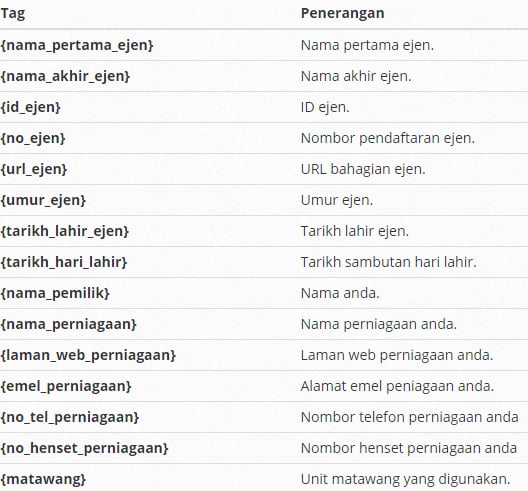 Tag Penerangan
{nama_pertama_ejen} Nama pertama ejen.
{nama_akhir_ejen} Nama akhir ejen.
{id_ejen} ID ejen.
{no_ejen} Nombor pendaftaran ejen.
{url_ejen} URL bahagian ejen.
{umur_ejen} Umur ejen.
{tarikh_lahir_ejen} Tarikh lahir ejen.
{tarikh_hari_lahir} Tarikh sambutan hari lahir.
{nama_pemilik} Nama anda.
{nama_perniagaan} Nama perniagaan anda.
{laman_web_perniagaan} Laman web perniagaan anda.
{emel_perniagaan} Alamat emel peniagaan anda.
{no_tel_perniagaan} Nombor telefon perniagaan anda
{no_henset_perniagaan} Nombor henset perniagaan anda
{matawang} Unit matawang yang digunakan.